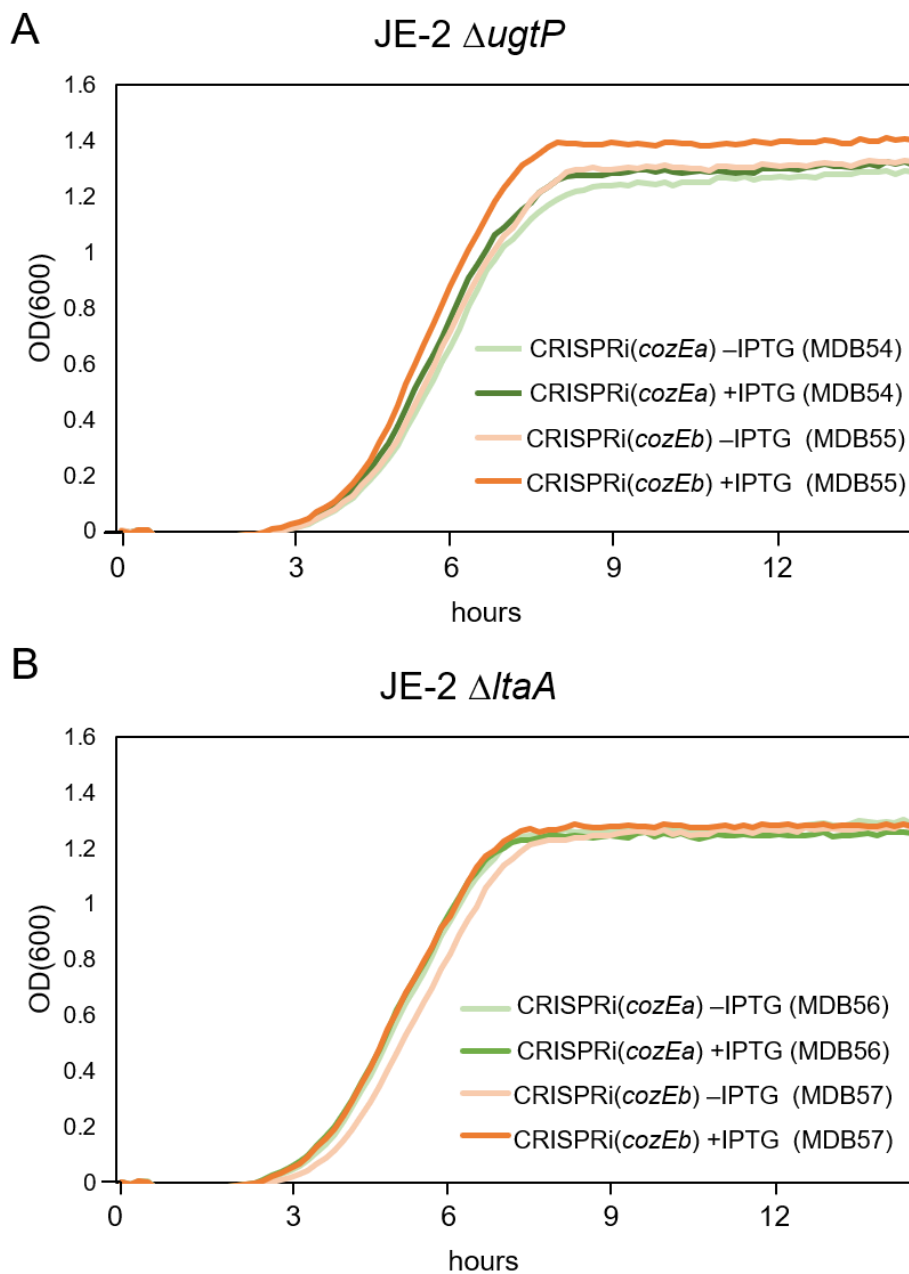 A
JE-2 ΔugtP
1.6
1.4
1.2
1
0.8
0.6
0.4
0.2
0
OD(600)
CRISPRi(cozEa) –IPTG (MDB54)
CRISPRi(cozEa) +IPTG (MDB54)
CRISPRi(cozEb) –IPTG (MDB55)
CRISPRi(cozEb) +IPTG (MDB55)
0 3 6 9 12
hours
B
JE-2 ΔltaA
1.6
1.4
1.2
1
0.8
0.6
0.4
0.2
0
OD(600)
CRISPRi(cozEa) –IPTG (MDB56)
CRISPRi(cozEa) +IPTG (MDB56)
CRISPRi(cozEb) –IPTG (MDB57)
CRISPRi(cozEb) +IPTG (MDB57)
0 3 6 9 12
hours